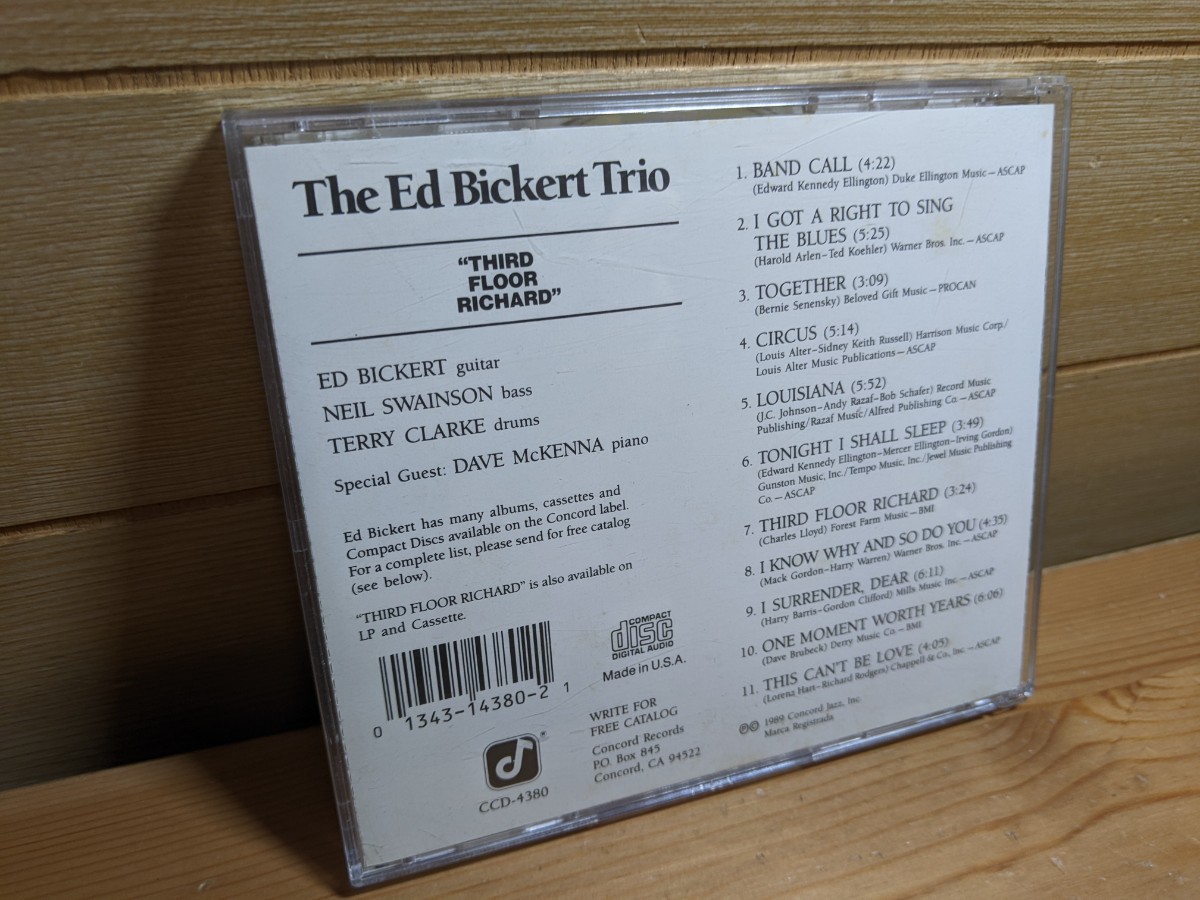 The Ed Bickert Trio
“THIRD
FLOOR
RICHARD”
ED BICKERT guitar
NEIL SWAINSON bass
TERRY CLARKE drums
Special Guest: DAVE McKENNA piano
Ed Bickert has many albums, cassettes and
Compact Discs available on the Concord label.
For a complete list, please send for free catalog
(see below).
“THIRD FLOOR RICHARD” is also available on
LP and Cassette.
0 1343-14380-2 1
COMPACT
disc
DIGITAL AUDIO
Made in U.S.A.
®
CCD-4380
WRITE FOR
FREE CATALOG
Concord Records
P.O. Box 845
Concord, CA 94522
1. BAND CALL (4:22)
(Edward Kennedy Ellington) Duke Ellington Music—ASCAP
2. I GOT A RIGHT TO SING
THE BLUES (5:25)
(Harold Arlen–Ted Koehler) Warner Bros. Inc.—ASCAP
3. TOGETHER (3:09)
(Bernie Senensky) Beloved Gift Music—PROCAN
4. CIRCUS (5:14)
(Louis Alter–Sidney Keith Russell) Harrison Music Corp./
Louis Alter Music Publications—ASCAP
5. LOUISIANA (5:52)
(J.C. Johnson–Andy Razaf–Bob Schafer) Record Music
Publishing/Razaf Music/Alfred Publishing Co.—ASCAP
6. TONIGHT I SHALL SLEEP (3:49)
(Edward Kennedy Ellington–Mercer Ellington–Irving Gordon)
Gunston Music, Inc./Tempo Music, Inc./Jewel Music Publishing
Co.—ASCAP
7. THIRD FLOOR RICHARD (3:24)
(Charles Lloyd) Forest Farm Music—BMI
8. I KNOW WHY AND SO DO YOU (4:35)
(Mack Gordon–Harry Warren) Warner Bros. Inc.—ASCAP
9. I SURRENDER, DEAR (6:11)
(Harry Barris–Gordon Clifford) Mills Music Inc.—ASCAP
10. ONE MOMENT WORTH YEARS (6:06)
(Dave Brubeck) Derry Music Co.—BMI
11. THIS CAN'T BE LOVE (4:05)
(Lorenz Hart–Richard Rodgers) Chappell & Co., Inc.—ASCAP
℗© 1989 Concord Jazz, Inc.
Marca Registrada